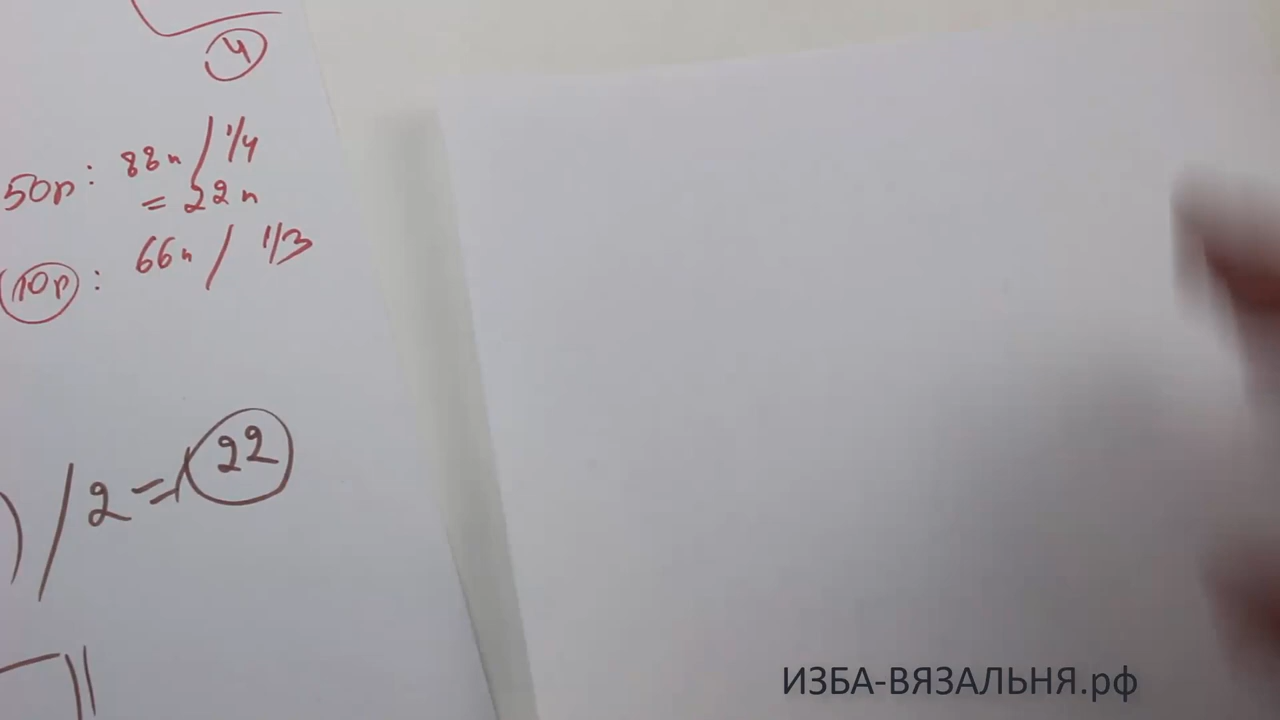 4
50р: 88п / 1/4
= 22п
10р: 66п / 1/3
) / 2 = 22
ИЗБА-ВЯЗАЛЬНЯ.рф